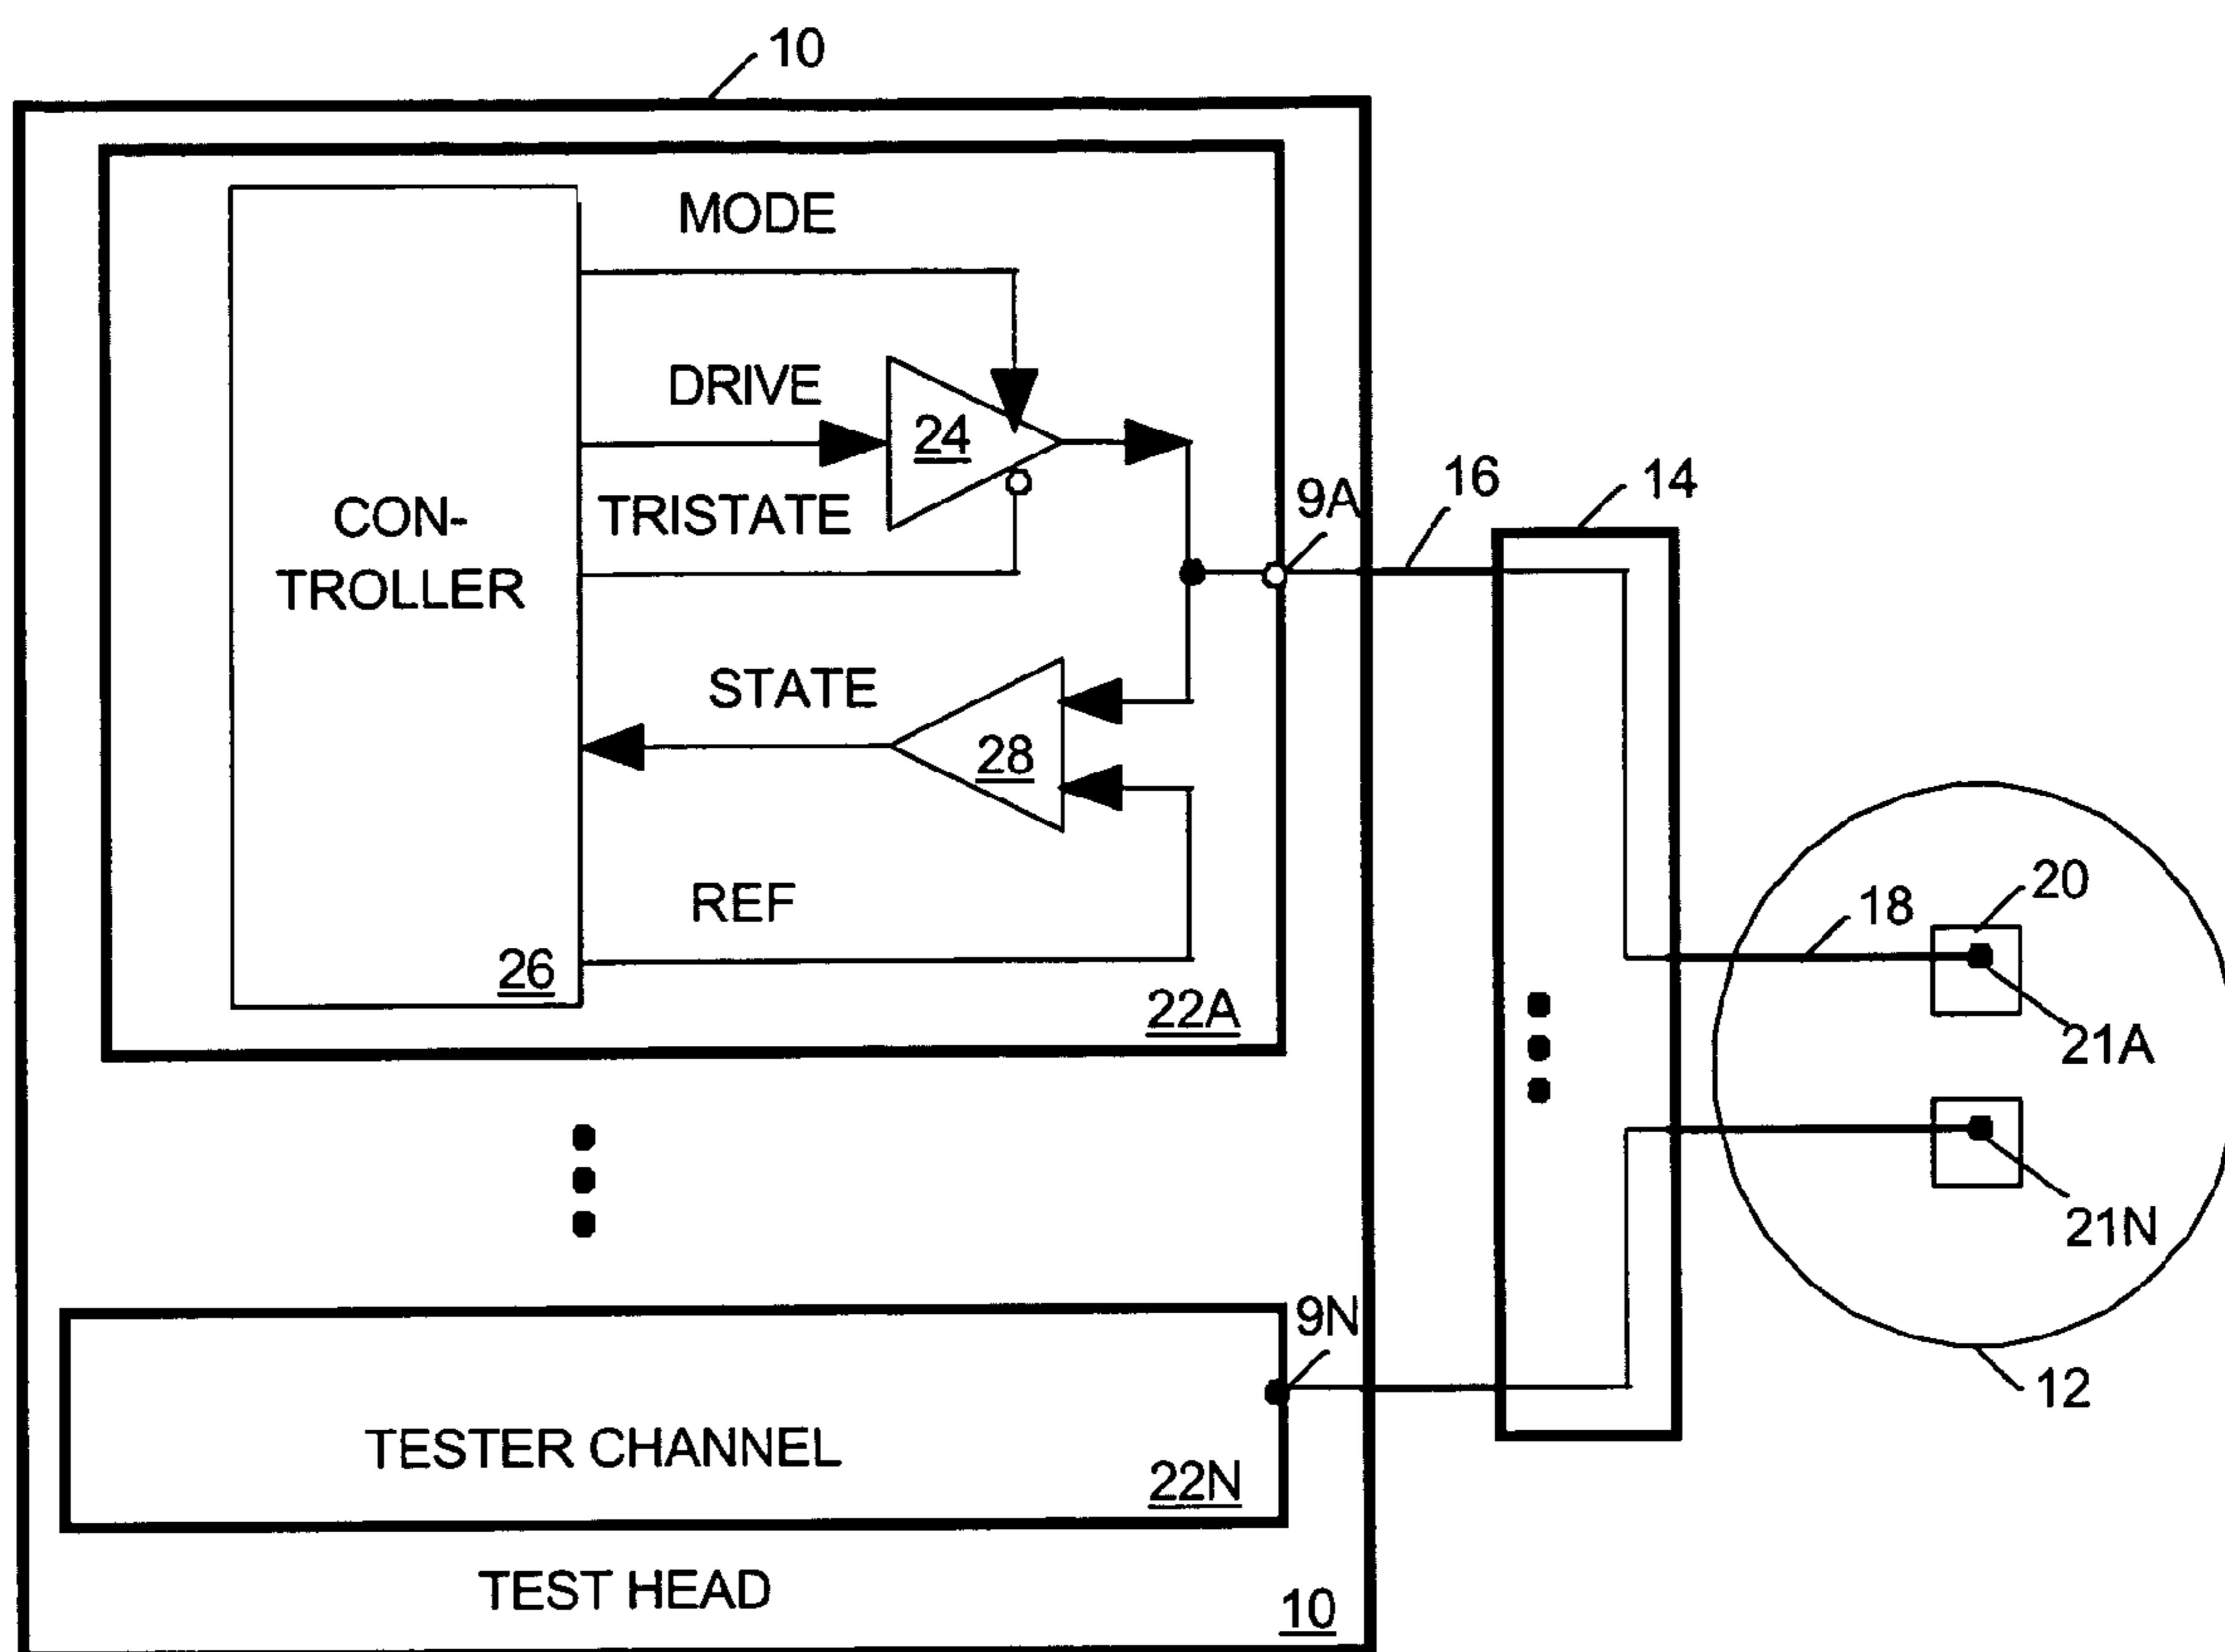 10
MODE
DRIVE
24
TRISTATE
CON-
TROLLER
9A
16
14
STATE
28
REF
26
22A
18
20
21A
21N
9N
12
TESTER CHANNEL
22N
TEST HEAD
10